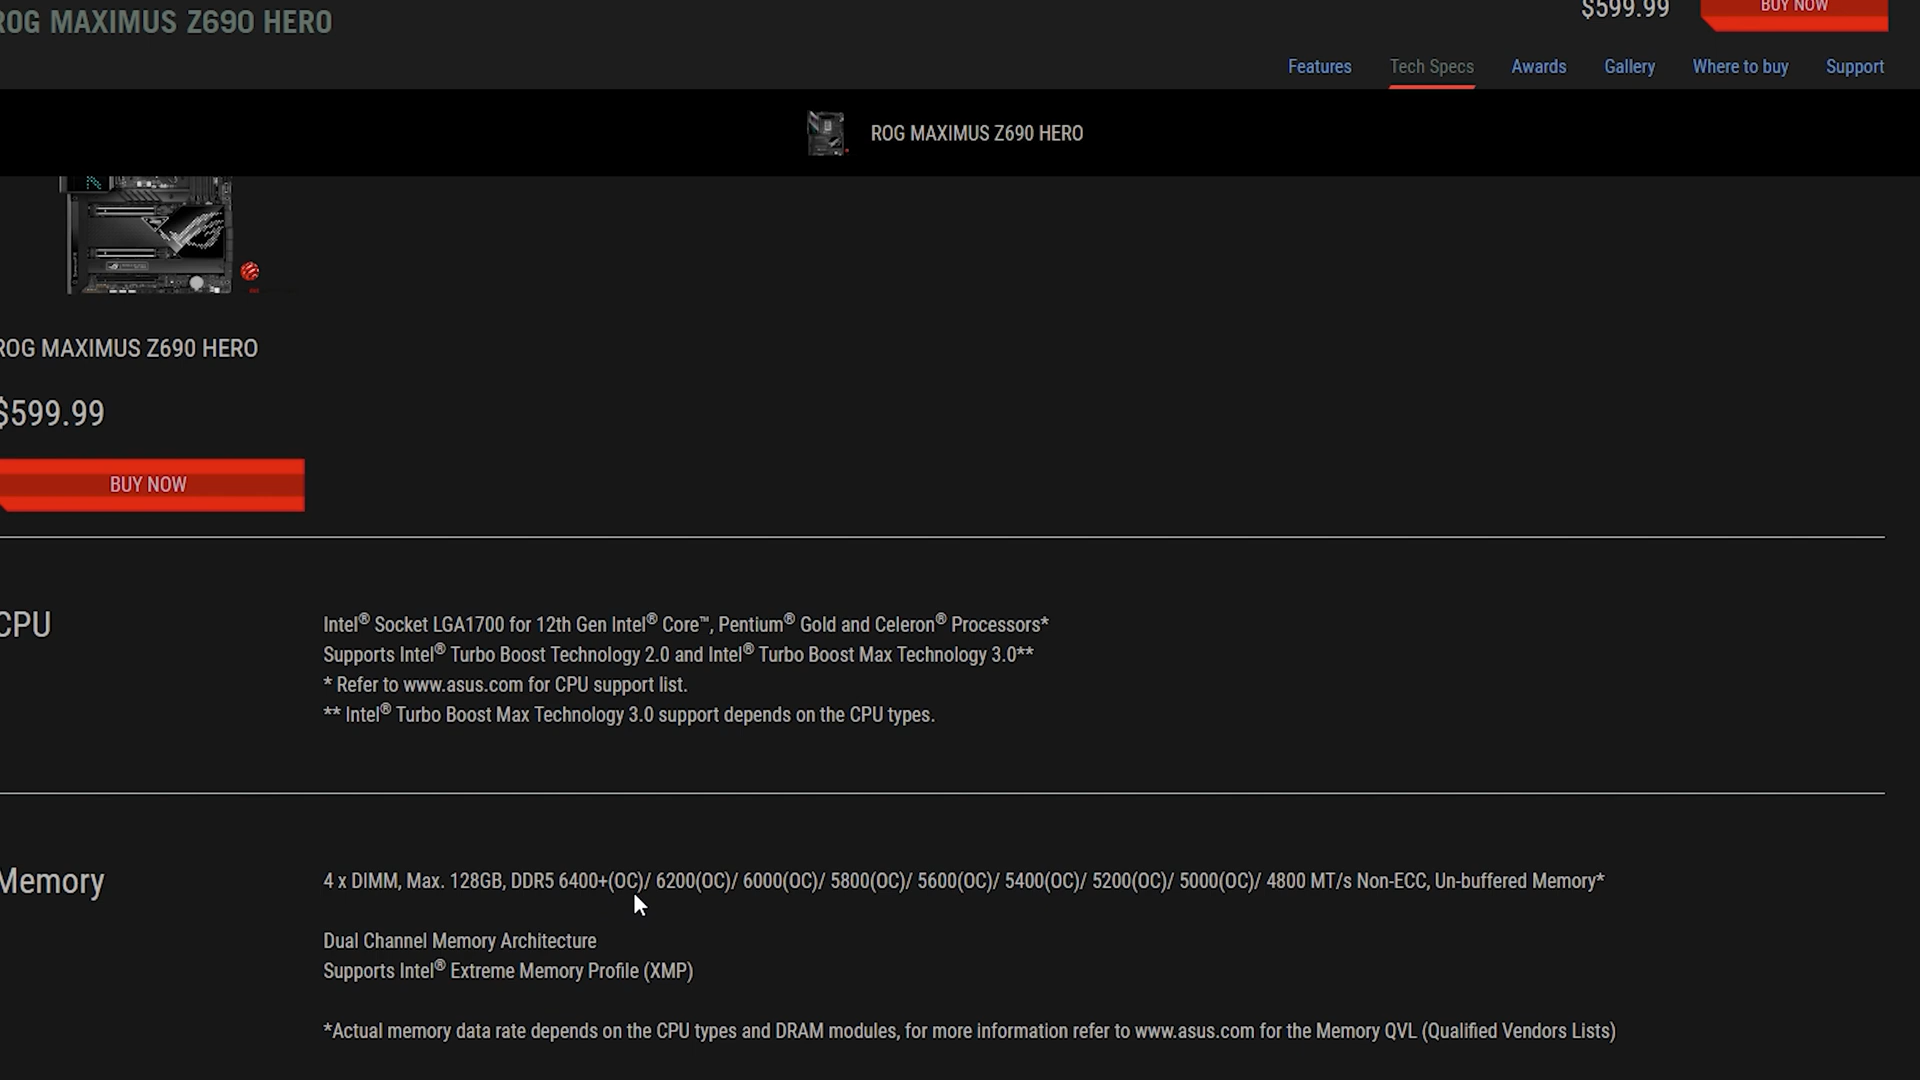 ROG MAXIMUS Z690 HERO
$599.99
BUY NOW
Features
Tech Specs
Awards
Gallery
Where to buy
Support
ROG MAXIMUS Z690 HERO
ROG MAXIMUS Z690 HERO
$599.99
BUY NOW
CPU
Intel® Socket LGA1700 for 12th Gen Intel® Core™, Pentium® Gold and Celeron® Processors*
Supports Intel® Turbo Boost Technology 2.0 and Intel® Turbo Boost Max Technology 3.0**
* Refer to www.asus.com for CPU support list.
** Intel® Turbo Boost Max Technology 3.0 support depends on the CPU types.
Memory
4 x DIMM, Max. 128GB, DDR5 6400+(OC)/ 6200(OC)/ 6000(OC)/ 5800(OC)/ 5600(OC)/ 5400(OC)/ 5200(OC)/ 5000(OC)/ 4800 MT/s Non-ECC, Un-buffered Memory*
Dual Channel Memory Architecture
Supports Intel® Extreme Memory Profile (XMP)
*Actual memory data rate depends on the CPU types and DRAM modules, for more information refer to www.asus.com for the Memory QVL (Qualified Vendors Lists)